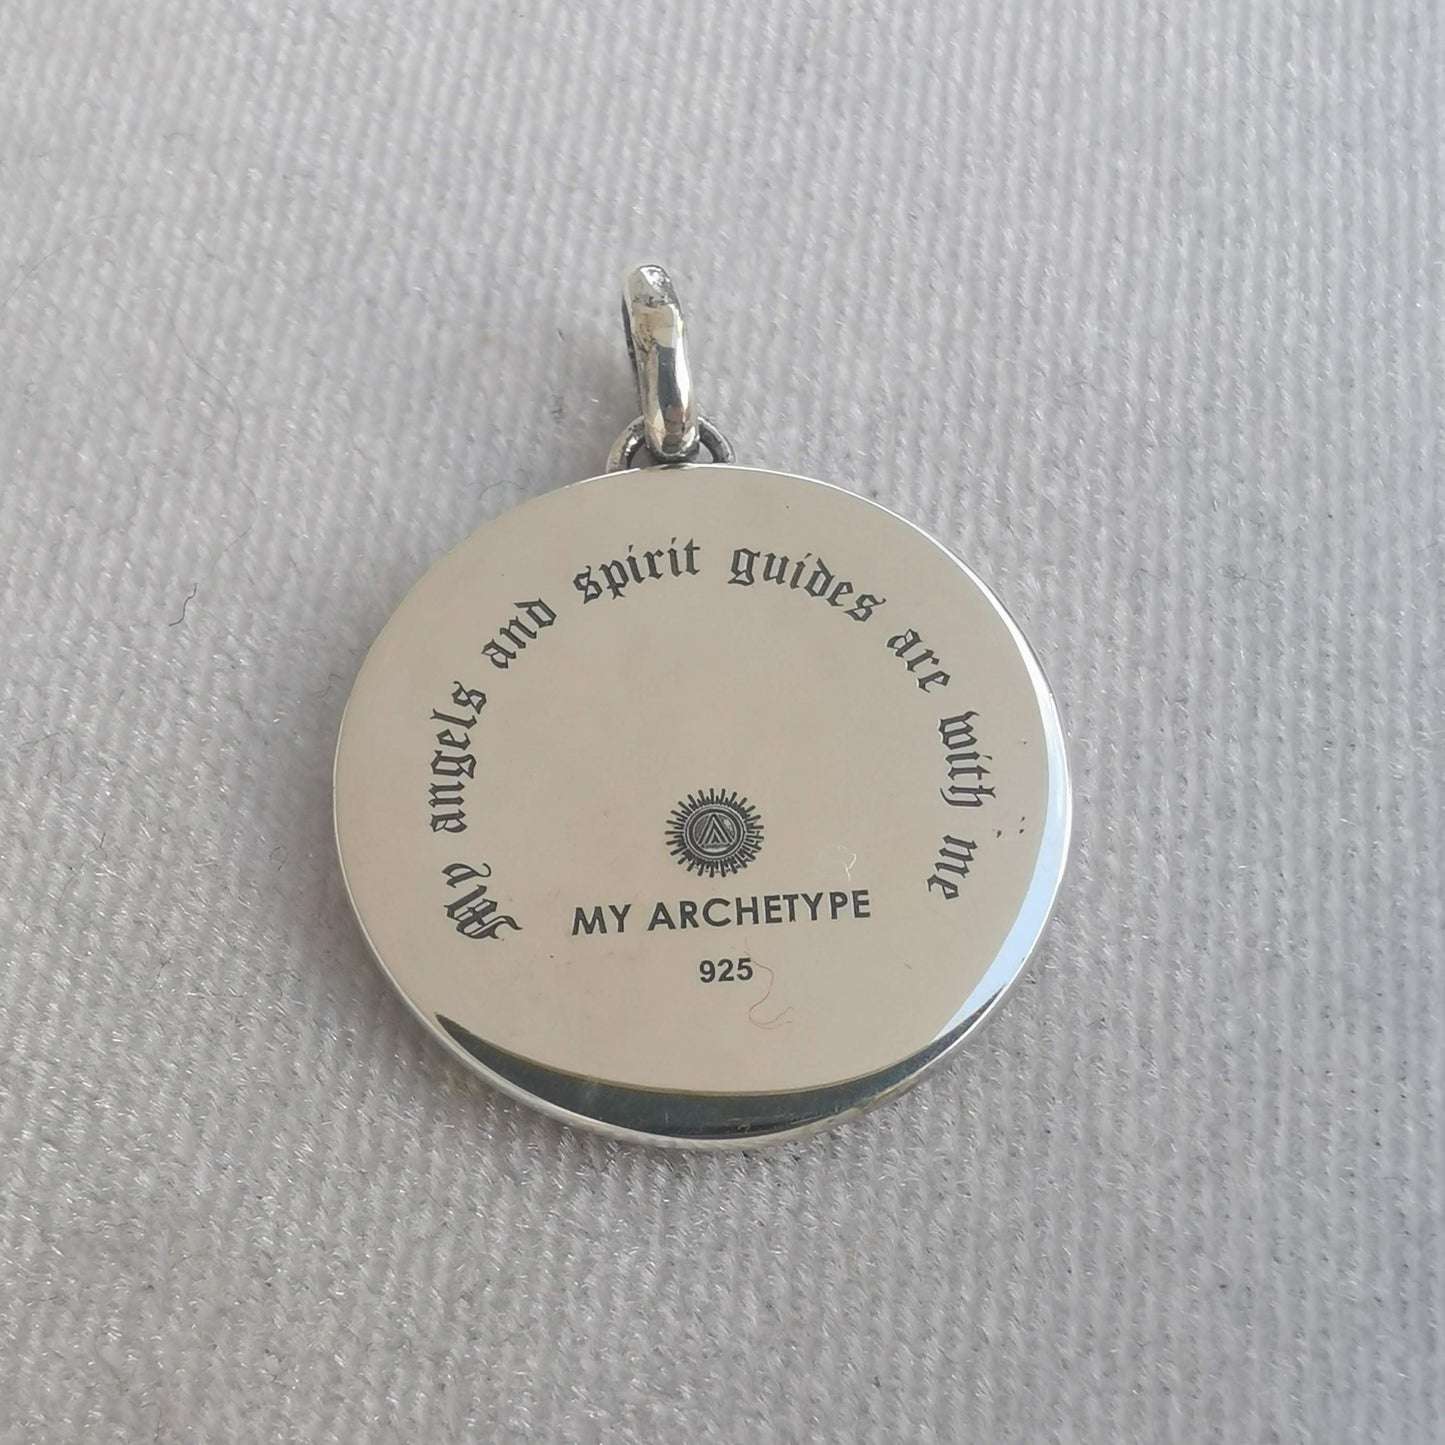 My angels and spirit guides are with me
MY ARCHETYPE
925